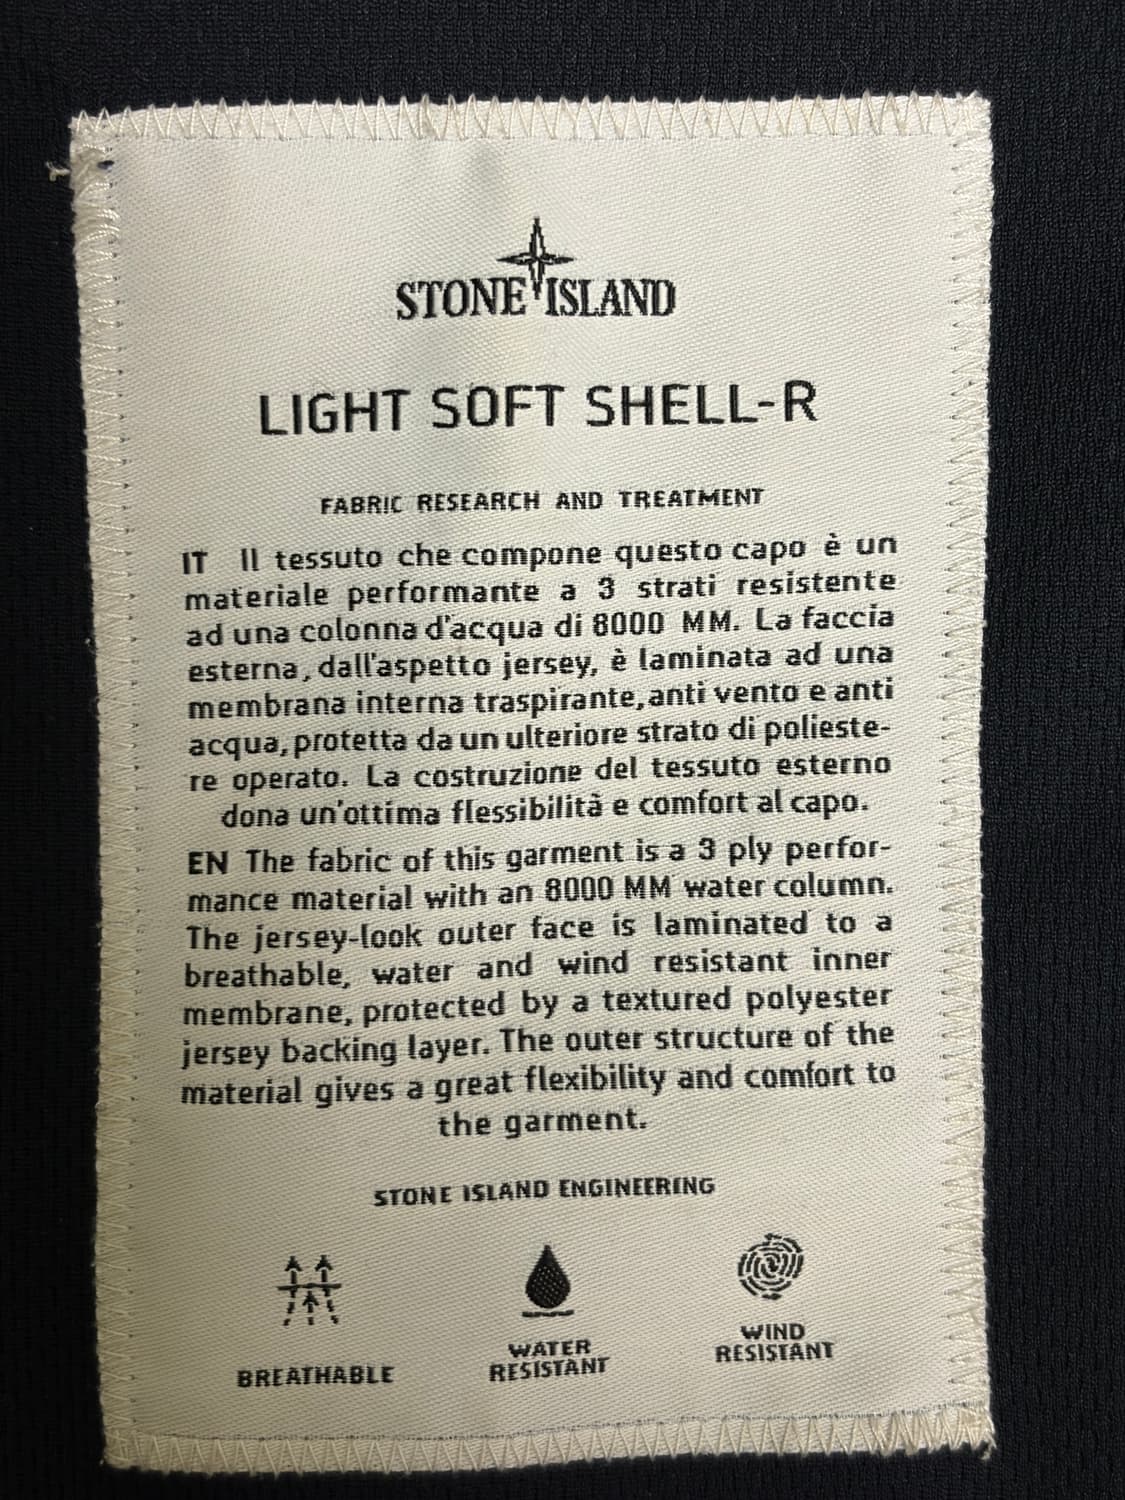 STONE ISLAND
LIGHT SOFT SHELL-R
FABRIC RESEARCH AND TREATMENT
IT Il tessuto che compone questo capo è un
materiale performante a 3 strati resistente
ad una colonna d'acqua di 8000 MM. La faccia
esterna, dall'aspetto jersey, è laminata ad una
membrana interna traspirante, anti vento e anti
acqua, protetta da un ulteriore strato di polieste-
re operato. La costruzione del tessuto esterno
dona un'ottima flessibilità e comfort al capo.
EN The fabric of this garment is a 3 ply perfor-
mance material with an 8000 MM water column.
The jersey-look outer face is laminated to a
breathable, water and wind resistant inner
membrane, protected by a textured polyester
jersey backing layer. The outer structure of the
material gives a great flexibility and comfort to
the garment.
STONE ISLAND ENGINEERING
BREATHABLE
WATER
RESISTANT
WIND
RESISTANT